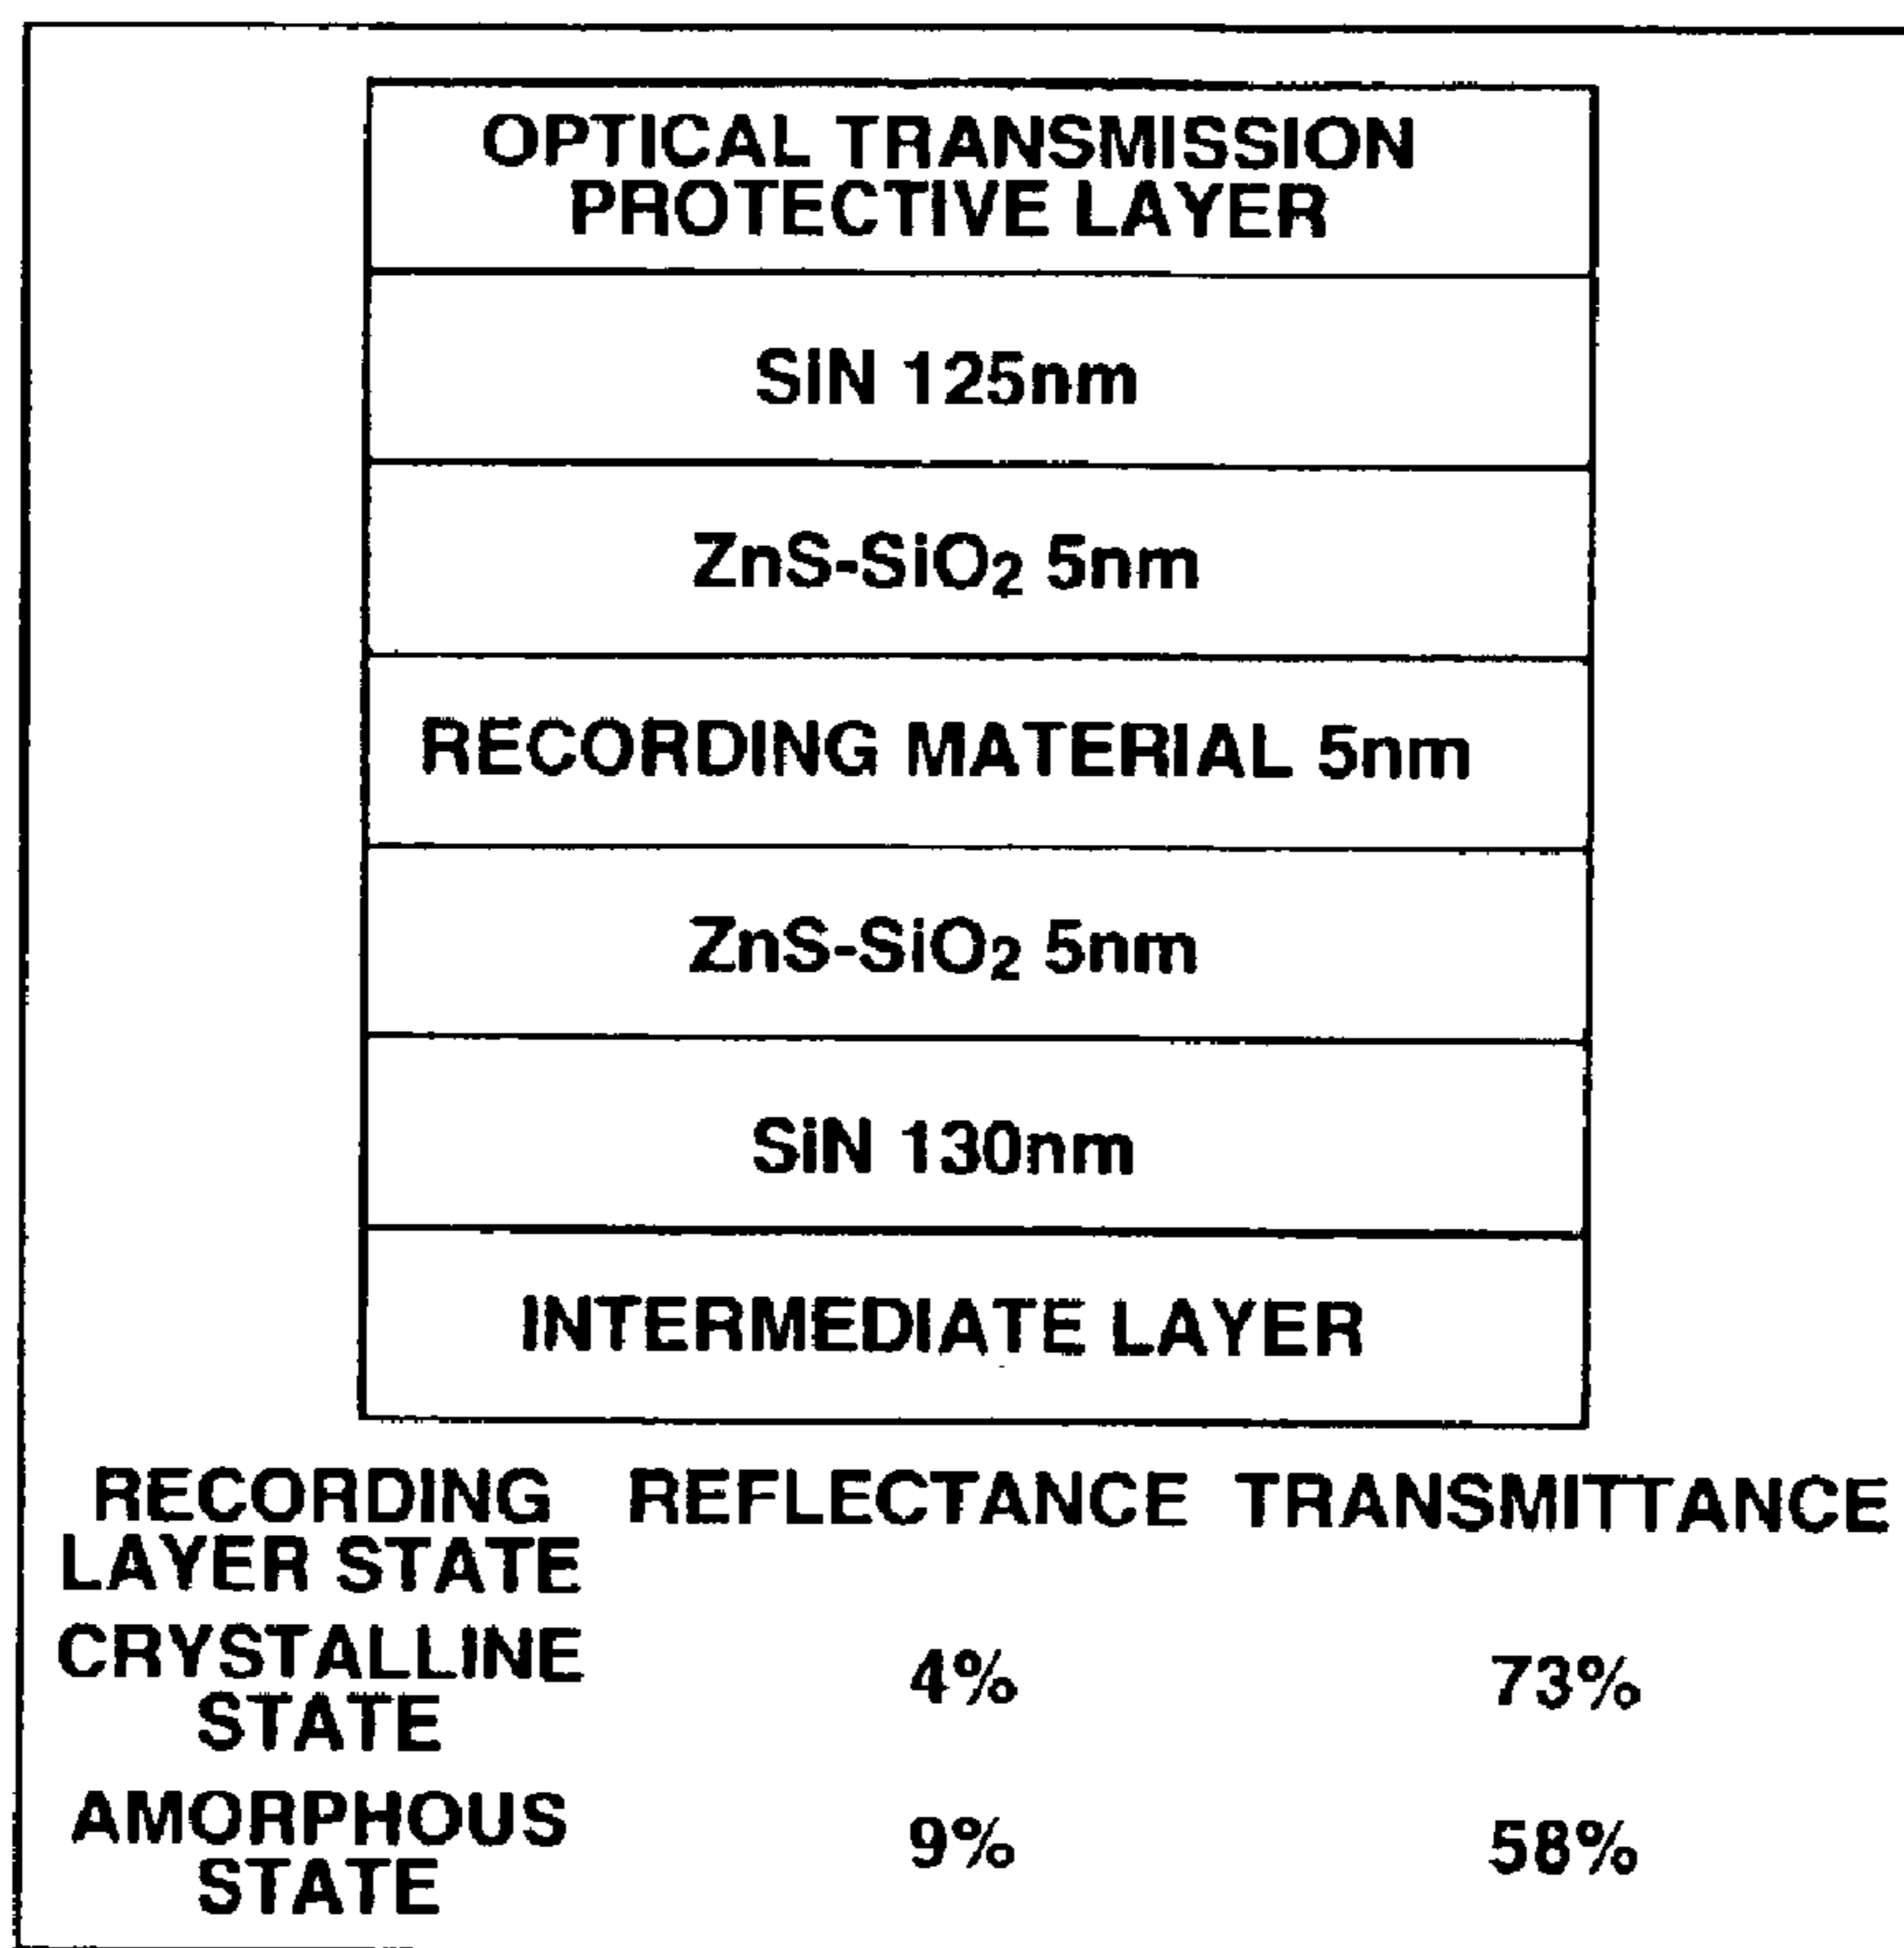 OPTICAL TRANSMISSION
PROTECTIVE LAYER
SiN 125nm
ZnS-SiO₂ 5nm
RECORDING MATERIAL 5nm
ZnS-SiO₂ 5nm
SiN 130nm
INTERMEDIATE LAYER
RECORDING LAYER STATE REFLECTANCE TRANSMITTANCE
CRYSTALLINE STATE 4% 73%
AMORPHOUS STATE 9% 58%